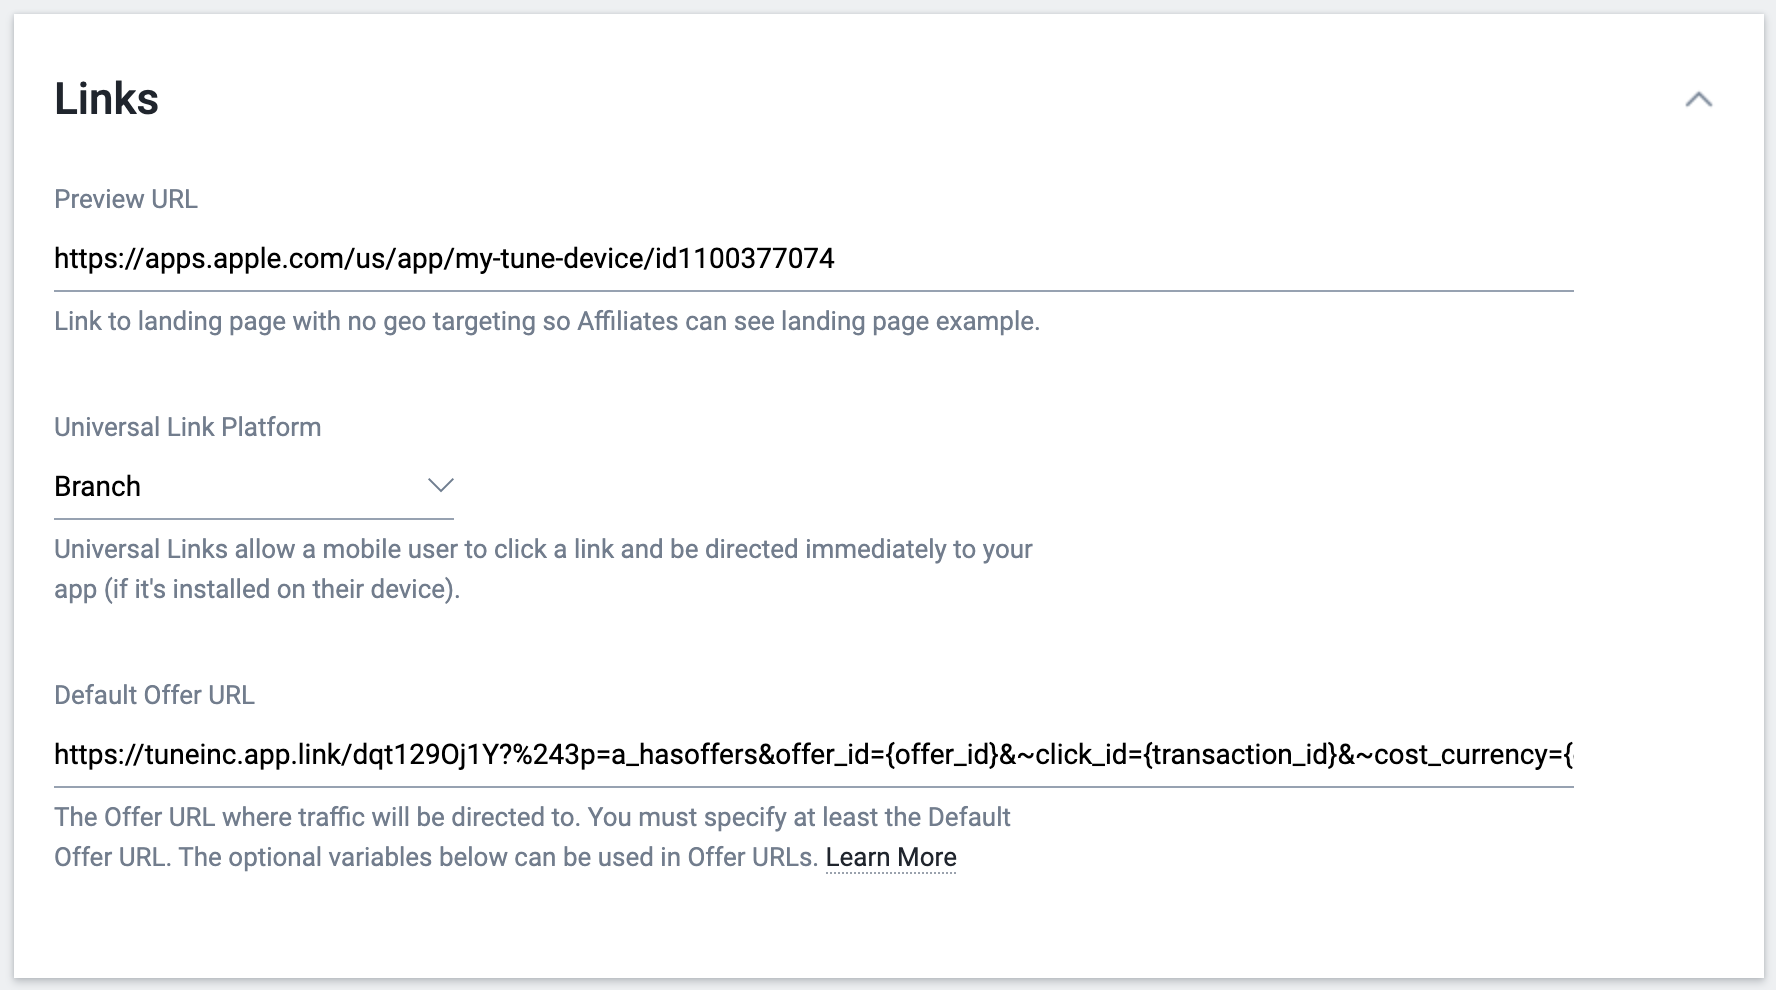 Links
Preview URL
https://apps.apple.com/us/app/my-tune-device/id1100377074
Link to landing page with no geo targeting so Affiliates can see landing page example.
Universal Link Platform
Branch
Universal Links allow a mobile user to click a link and be directed immediately to your
app (if it's installed on their device).
Default Offer URL
https://tuneinc.app.link/dqt129Oj1Y?%243p=a_hasoffers&offer_id={offer_id}&~click_id={transaction_id}&~cost_currency={
The Offer URL where traffic will be directed to. You must specify at least the Default
Offer URL. The optional variables below can be used in Offer URLs. Learn More